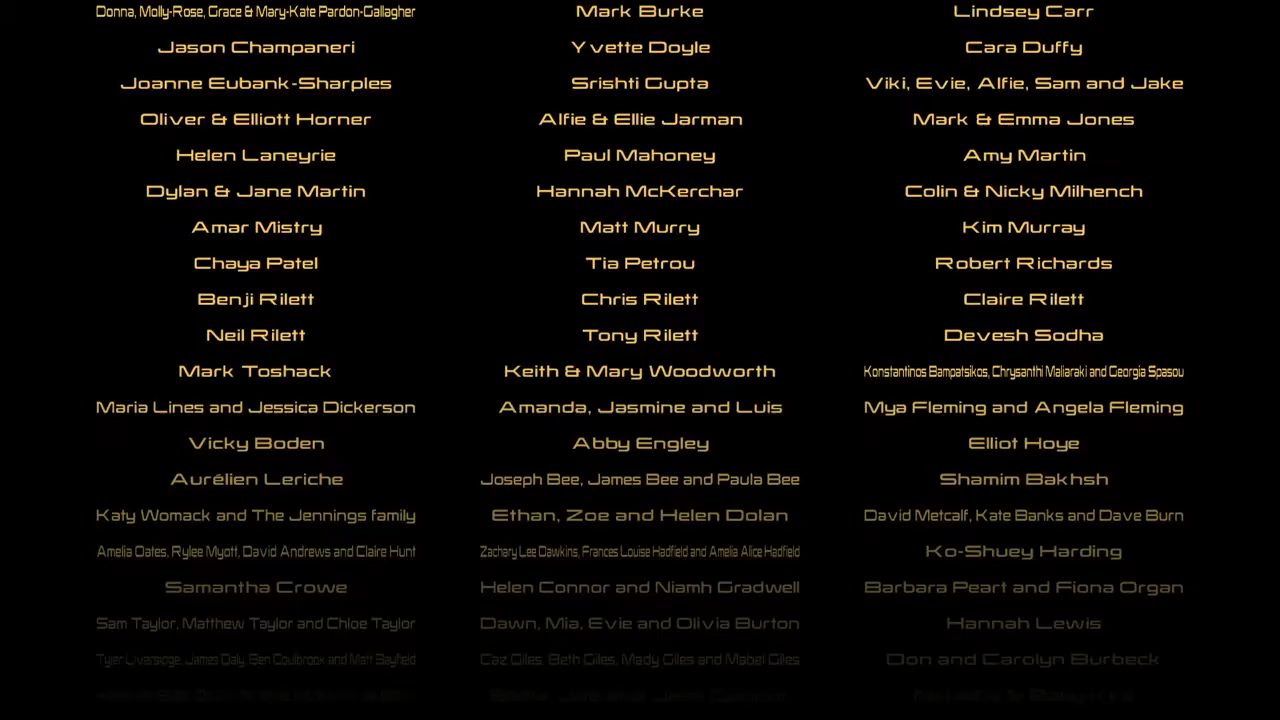 Donna, Molly-Rose, Grace & Mary-Kate Pardon-Gallagher
Mark Burke
Lindsey Carr
Jason Champaneri
Yvette Doyle
Cara Duffy
Joanne Eubank-Sharples
Srishti Gupta
Viki, Evie, Alfie, Sam and Jake
Oliver & Elliott Horner
Alfie & Ellie Jarman
Mark & Emma Jones
Helen Laneyrie
Paul Mahoney
Amy Martin
Dylan & Jane Martin
Hannah McKerchar
Colin & Nicky Milhench
Amar Mistry
Matt Murry
Kim Murray
Chaya Patel
Tia Petrou
Robert Richards
Benji Rilett
Chris Rilett
Claire Rilett
Neil Rilett
Tony Rilett
Devesh Sodha
Mark Toshack
Keith & Mary Woodworth
Konstantinos Bampatsikos, Chrysanthi Maliaraki and Georgia Spasou
Maria Lines and Jessica Dickerson
Amanda, Jasmine and Luis
Mya Fleming and Angela Fleming
Vicky Boden
Abby Engley
Elliot Hoye
Aurélien Leriche
Joseph Bee, James Bee and Paula Bee
Shamim Bakhsh
Katy Womack and The Jennings family
Ethan, Zoe and Helen Dolan
David Metcalf, Kate Banks and Dave Burn
Amelia Oates, Rylee Myott, David Andrews and Claire Hunt
Zachary Lee Dawkins, Frances Louise Hadfield and Amelia Alice Hadfield
Ko-Shuey Harding
Samantha Crowe
Helen Connor and Niamh Gradwell
Barbara Peart and Fiona Organ
Sam Taylor, Matthew Taylor and Chloe Taylor
Dawn, Mia, Evie and Olivia Burton
Hannah Lewis
Tyler Liversidge, James Daly, Ben Coulbrook and Matt Bayfield
Caz Giles, Beth Giles, Mady Giles and Mabel Giles
Don and Carolyn Burbeck